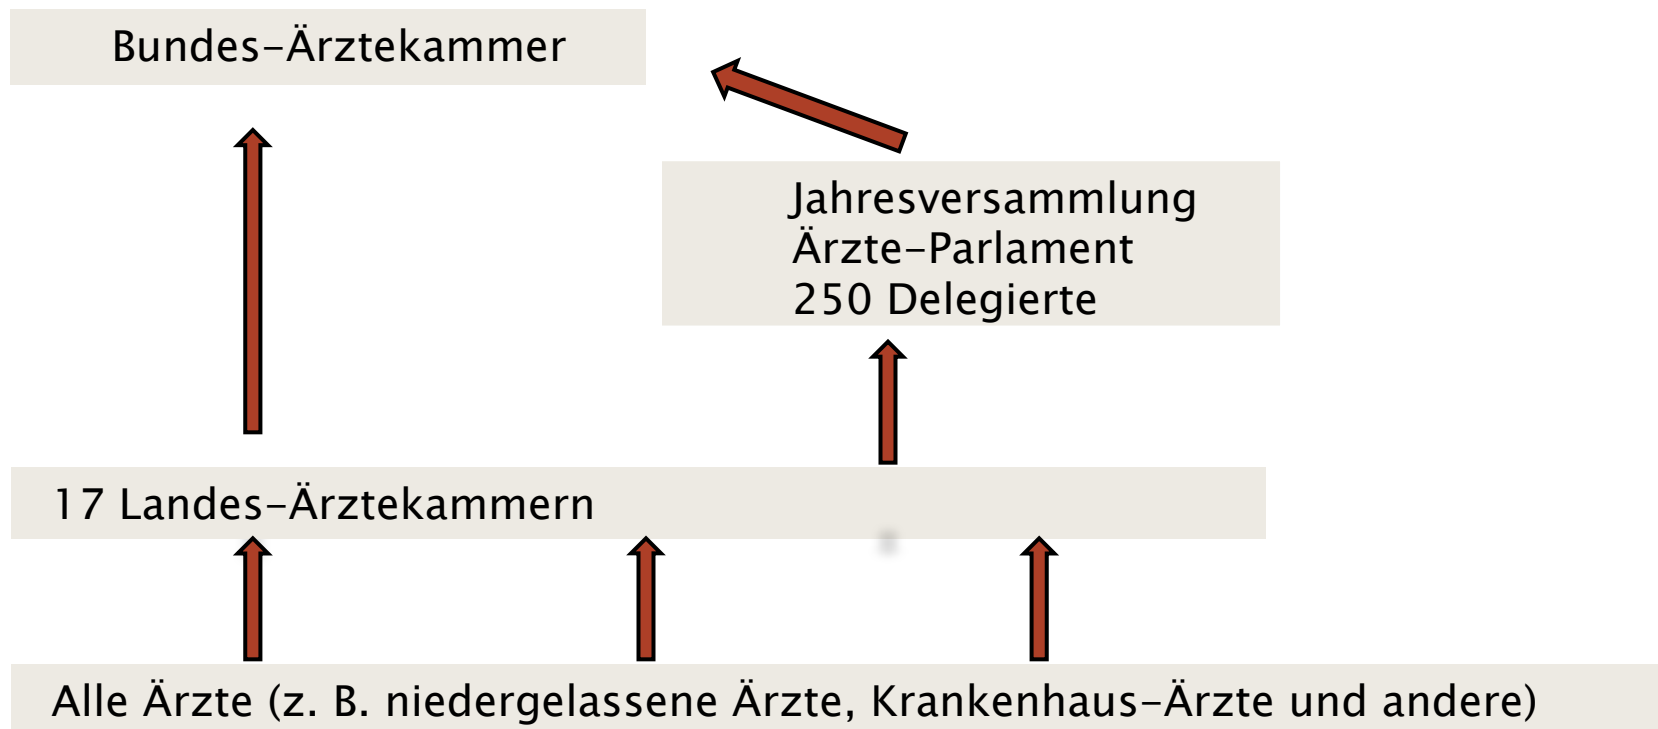 Bundes-Ärztekammer
Jahresversammlung
Ärzte-Parlament
250 Delegierte
17 Landes-Ärztekammern
Alle Ärzte (z. B. niedergelassene Ärzte, Krankenhaus-Ärzte und andere)